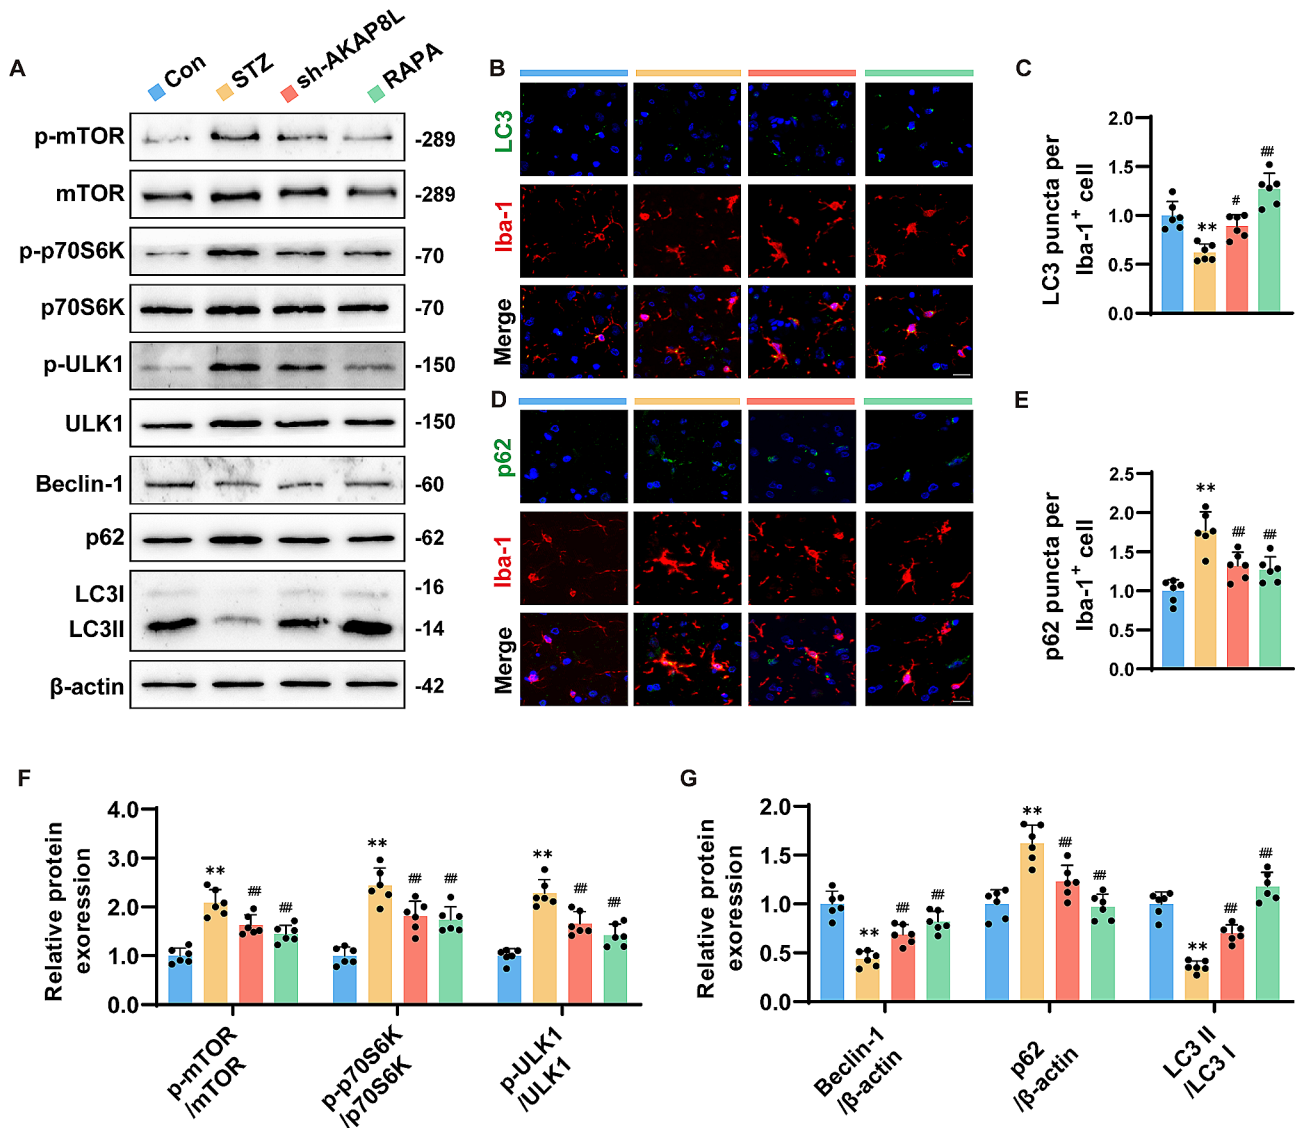 A
Con
STZ
sh-AKAP8L
RAPA
p-mTOR
-289
mTOR
-289
p-p70S6K
-70
p70S6K
-70
p-ULK1
-150
ULK1
-150
Beclin-1
-60
p62
-62
LC3I
-16
LC3II
-14
β-actin
-42
B
LC3
Iba-1
Merge
C
LC3 puncta per
Iba-1⁺ cell
2.0
1.5
1.0
0.5
0.0
**
#
##
D
p62
Iba-1
Merge
E
p62 puncta per
Iba-1⁺ cell
2.5
2.0
1.5
1.0
0.5
0.0
**
##
##
F
Relative protein
exoression
4.0
3.0
2.0
1.0
0.0
**
##
##
**
##
##
**
##
##
p-mTOR
/mTOR
p-p70S6K
/p70S6K
p-ULK1
/ULK1
G
Relative protein
exoression
2.0
1.5
1.0
0.5
0.0
**
##
##
**
##
##
**
##
##
Beclin-1
/β-actin
p62
/β-actin
LC3 II
/LC3 I